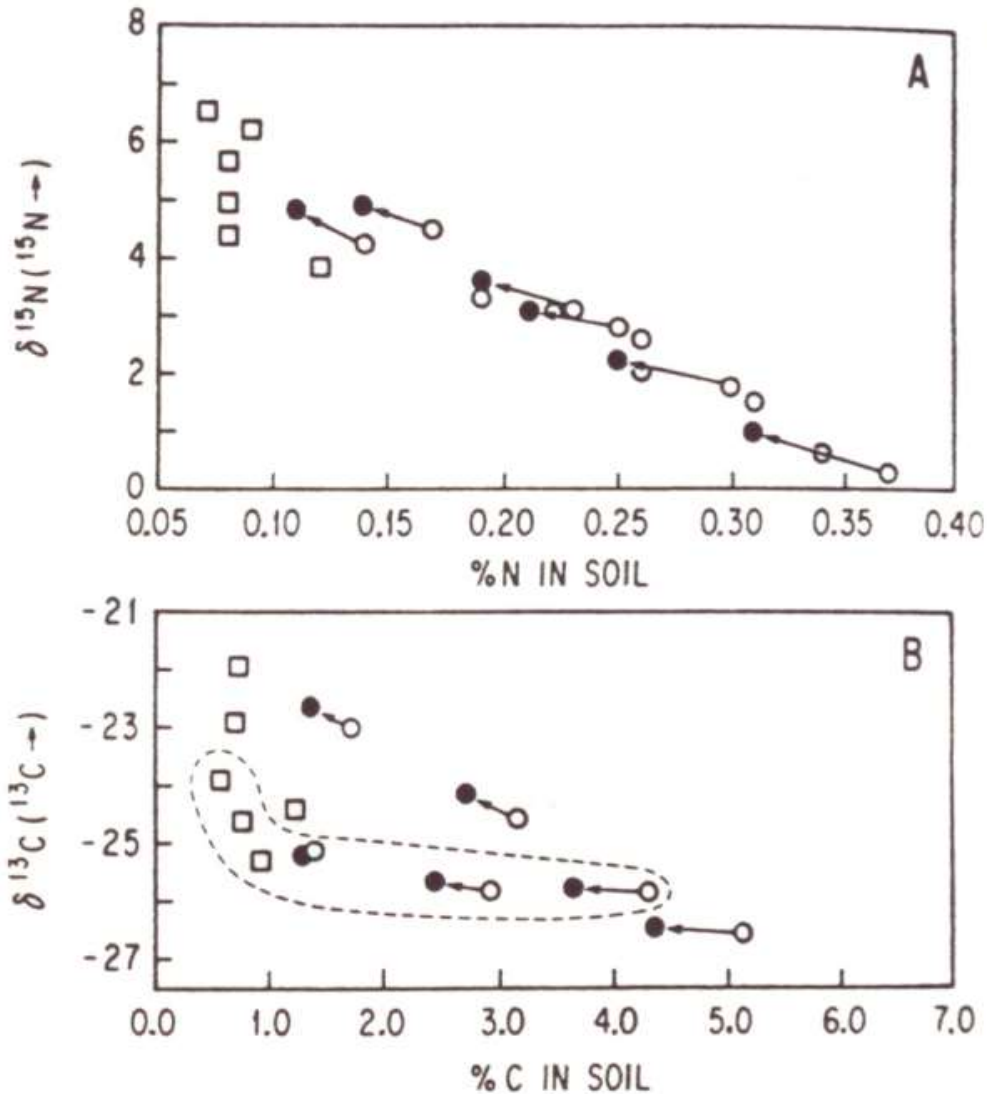 8
A
6
4
2
0
δ¹⁵N (¹⁵N →)
0.05 0.10 0.15 0.20 0.25 0.30 0.35 0.40
%N IN SOIL
-21
B
-23
-25
-27
δ¹³C (¹³C →)
0.0 1.0 2.0 3.0 4.0 5.0 6.0 7.0
%C IN SOIL